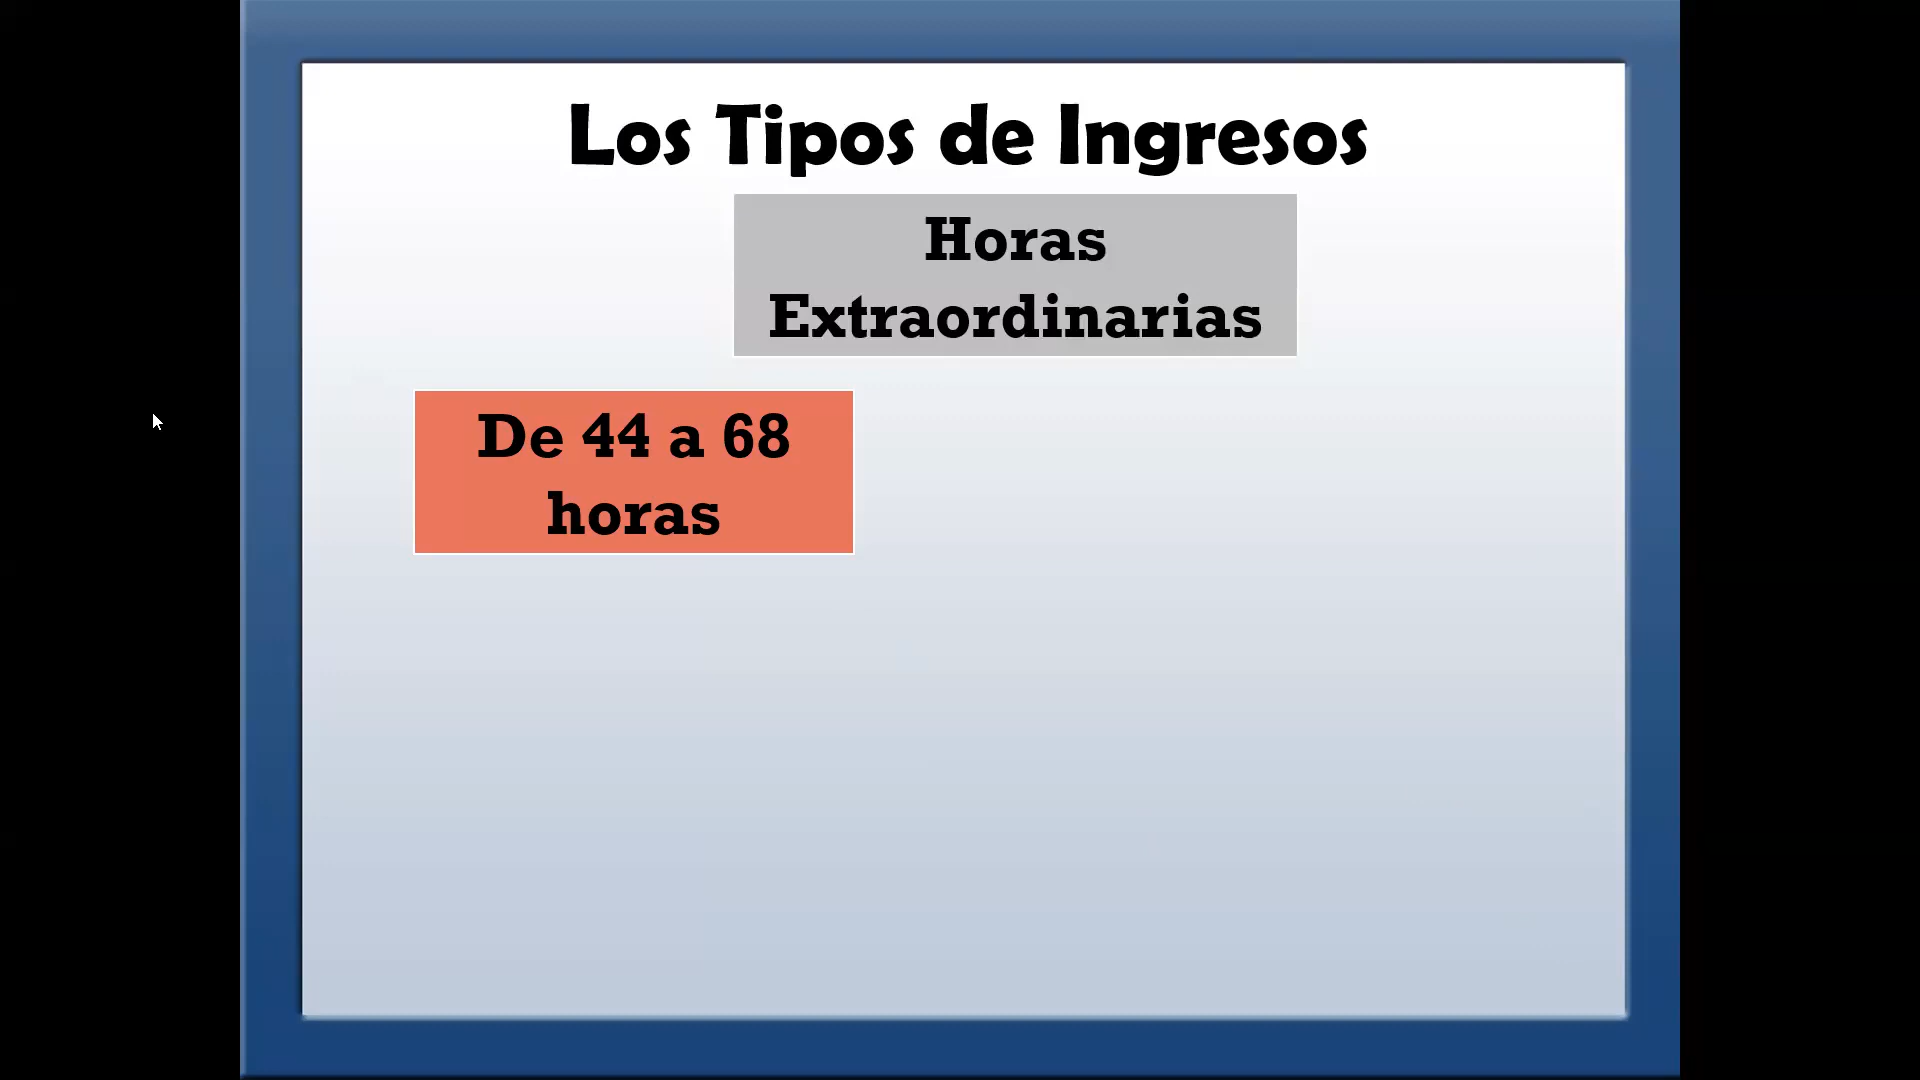 Los Tipos de Ingresos
Horas
Extraordinarias
De 44 a 68
horas